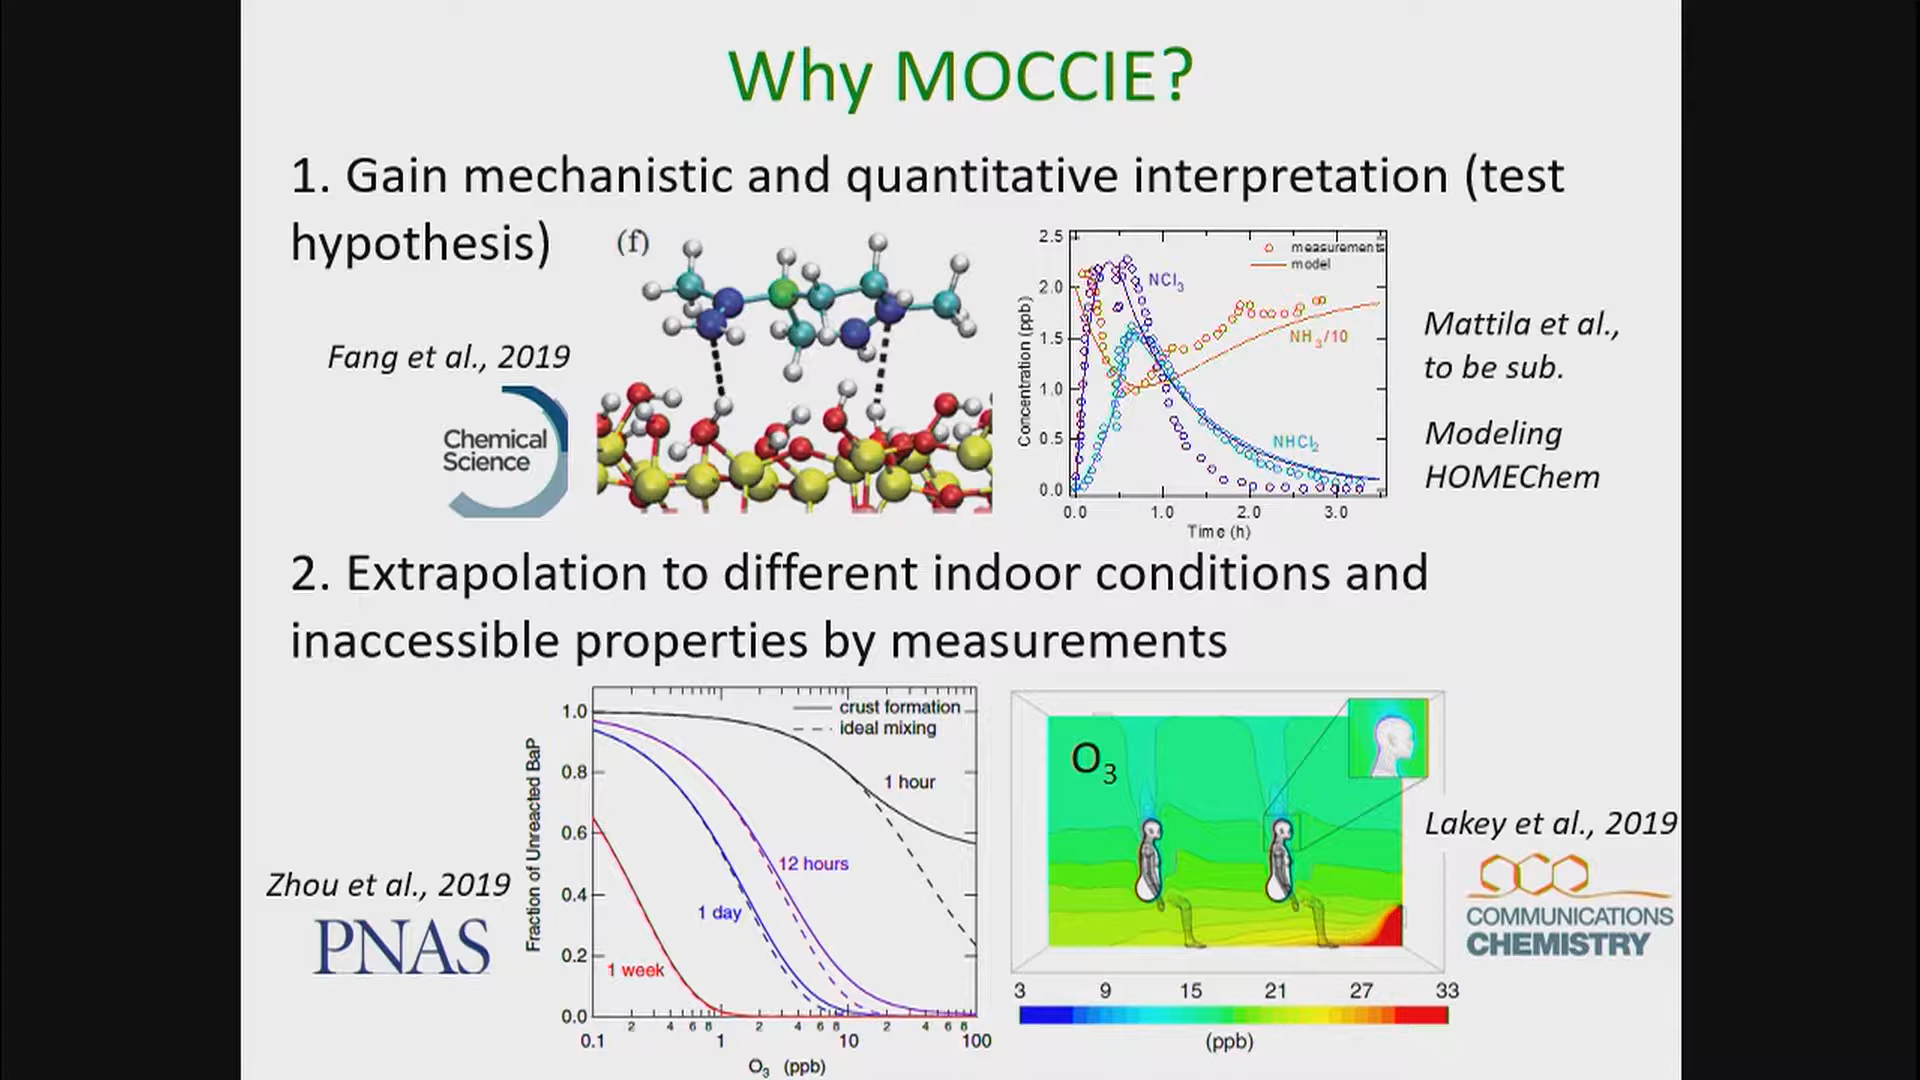 Why MOCCIE?
1. Gain mechanistic and quantitative interpretation (test
hypothesis)
(f)
Fang et al., 2019
Chemical
Science
2.5
2.0
1.5
1.0
0.5
0.0
Concentration (ppb)
measurements
model
NCl3
NH3/10
NHCl2
0.0 1.0 2.0 3.0
Time (h)
Mattila et al.,
to be sub.
Modeling
HOMEChem
2. Extrapolation to different indoor conditions and
inaccessible properties by measurements
Zhou et al., 2019
PNAS
Fraction of Unreacted BaP
1.0
0.8
0.6
0.4
0.2
0.0
crust formation
ideal mixing
1 hour
12 hours
1 day
1 week
2 4 6 8 2 4 6 8 2 4 6 8
0.1 1 10 100
O3 (ppb)
O3
3 9 15 21 27 33
(ppb)
Lakey et al., 2019
COMMUNICATIONS
CHEMISTRY